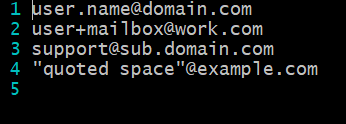 1 user.name@domain.com
2 user+mailbox@work.com
3 support@sub.domain.com
4 "quoted space"@example.com
5